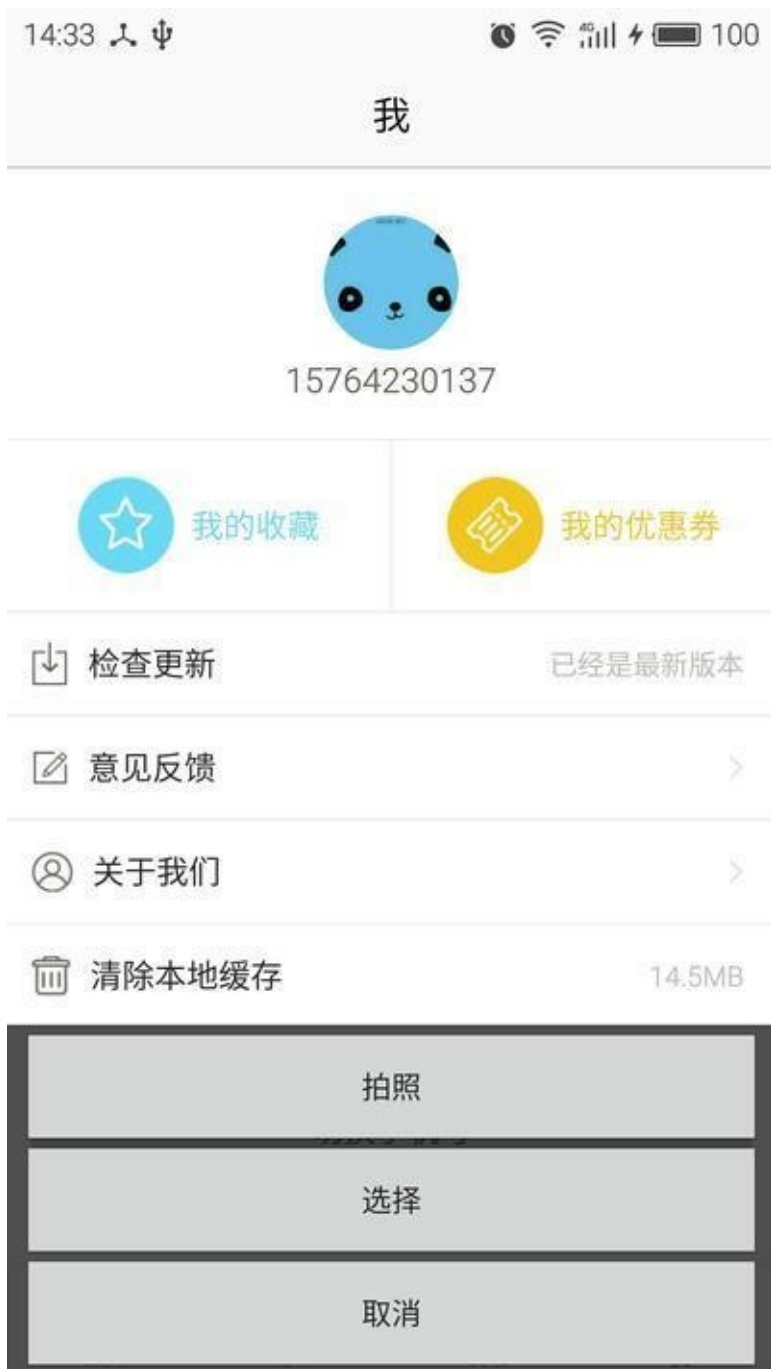 14:33 4G 100
我
15764230137
我的收藏 我的优惠券
检查更新 已经是最新版本
意见反馈
关于我们
清除本地缓存 14.5MB
拍照
选择
取消